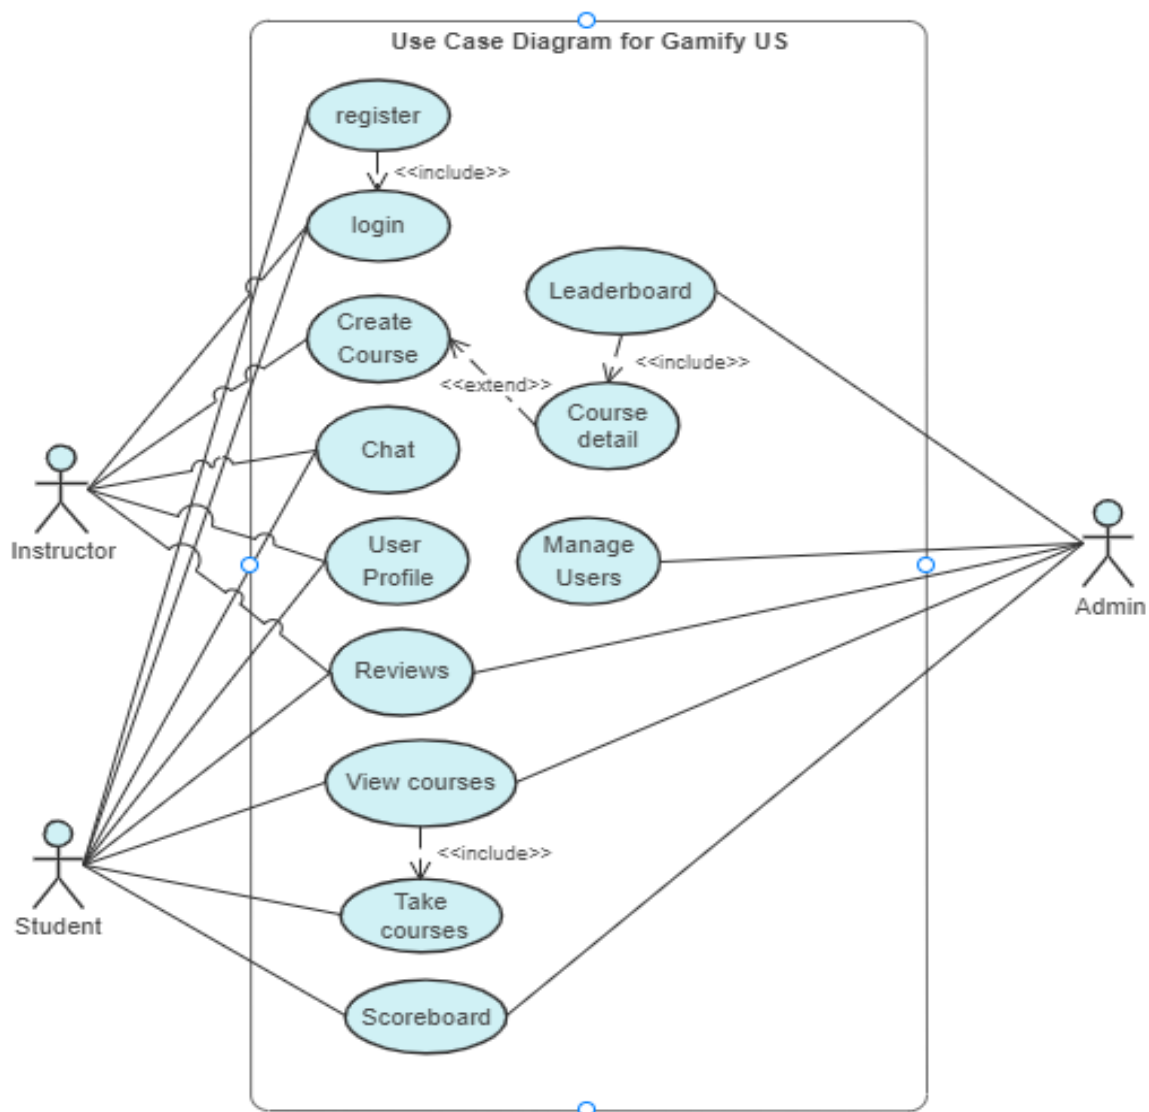 Use Case Diagram for Gamify US
register
<<include>>
login
Leaderboard
Create
Course
<<include>>
<<extend>>
Course
detail
Chat
Instructor
User
Profile
Manage
Users
Admin
Reviews
View courses
<<include>>
Take
courses
Student
Scoreboard